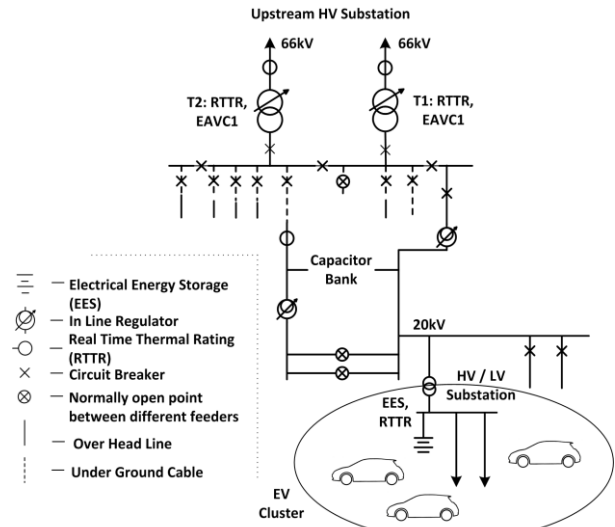 Upstream HV Substation
66kV
66kV
T2: RTTR,
EAVC1
T1: RTTR,
EAVC1
Capacitor
Bank
Electrical Energy Storage
(EES)
In Line Regulator
Real Time Thermal Rating
(RTTR)
Circuit Breaker
Normally open point
between different feeders
Over Head Line
Under Ground Cable
20kV
HV / LV
Substation
EES,
RTTR
EV
Cluster